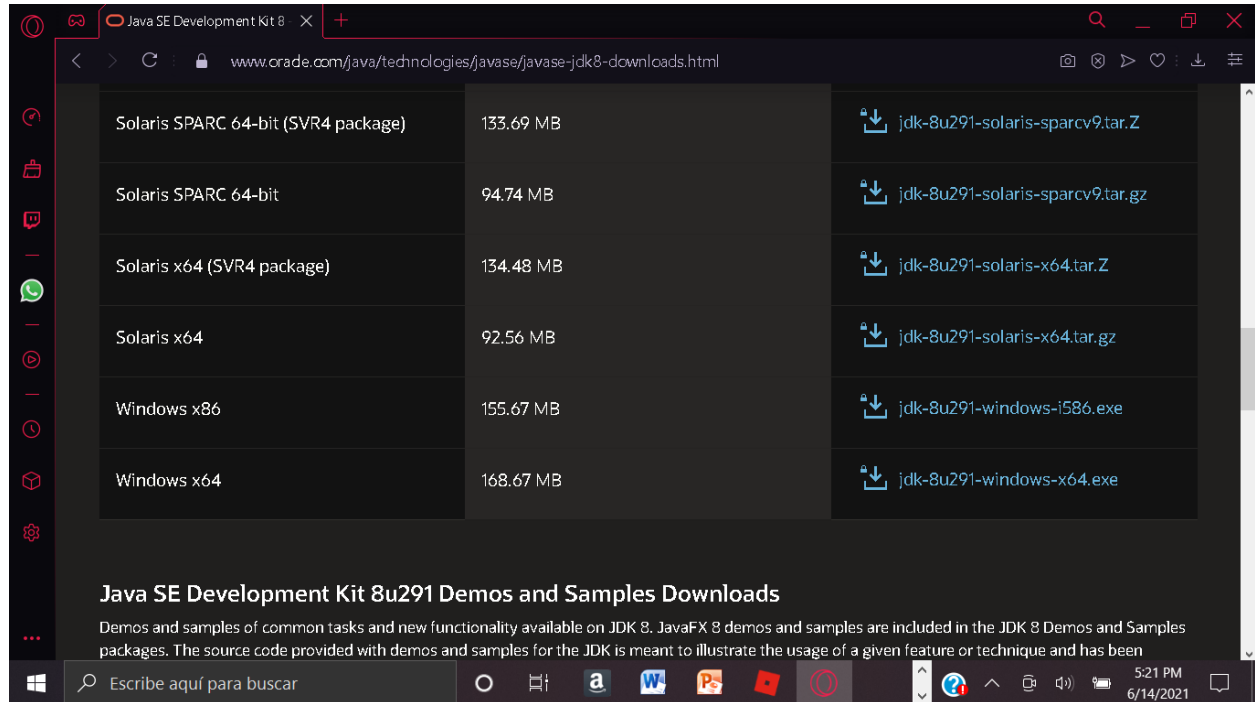 Java SE Development Kit 8 -
www.oracle.com/java/technologies/javase/javase-jdk8-downloads.html
Solaris SPARC 64-bit (SVR4 package) 133.69 MB jdk-8u291-solaris-sparcv9.tar.Z
Solaris SPARC 64-bit 94.74 MB jdk-8u291-solaris-sparcv9.tar.gz
Solaris x64 (SVR4 package) 134.48 MB jdk-8u291-solaris-x64.tar.Z
Solaris x64 92.56 MB jdk-8u291-solaris-x64.tar.gz
Windows x86 155.67 MB jdk-8u291-windows-i586.exe
Windows x64 168.67 MB jdk-8u291-windows-x64.exe
Java SE Development Kit 8u291 Demos and Samples Downloads
Demos and samples of common tasks and new functionality available on JDK 8. JavaFX 8 demos and samples are included in the JDK 8 Demos and Samples
packages. The source code provided with demos and samples for the JDK is meant to illustrate the usage of a given feature or technique and has been
Escribe aquí para buscar
5:21 PM
6/14/2021